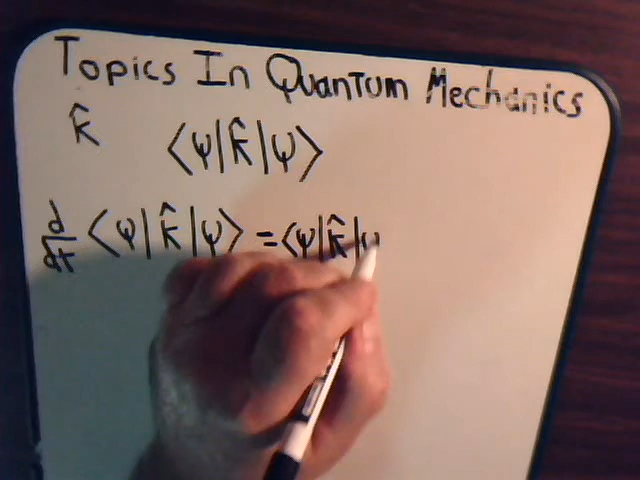 Topics In Quantum Mechanics
k̂ ⟨ψ|k̂|ψ⟩
d/dt ⟨ψ|k̂|ψ⟩ = ⟨ψ|k̂|ψ